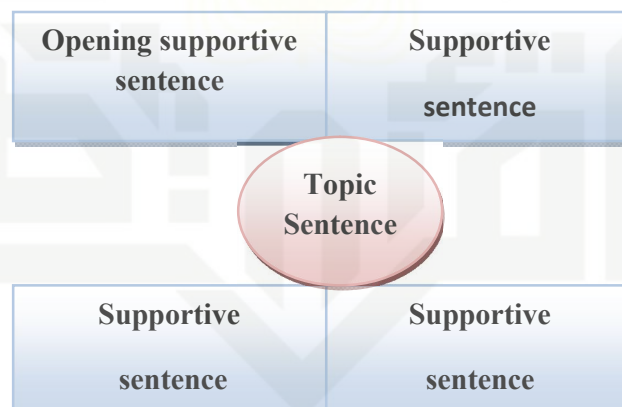 Opening supportive
sentence
Supportive
sentence
Topic
Sentence
Supportive
sentence
Supportive
sentence